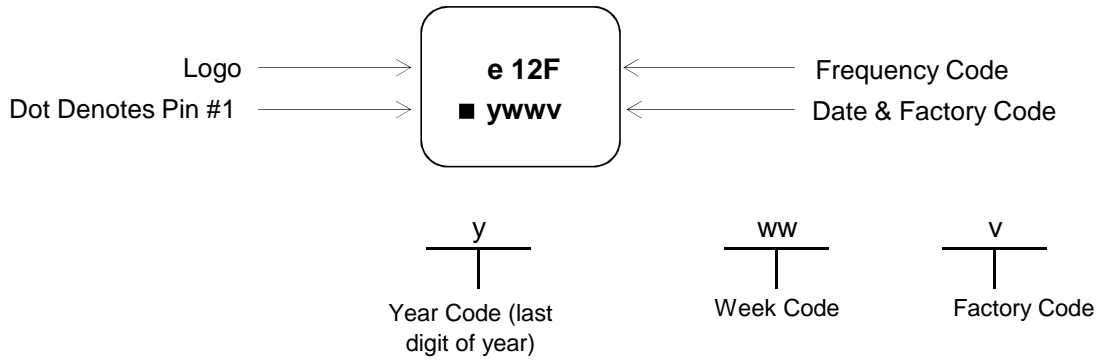 Logo
e 12F
Frequency Code
Dot Denotes Pin #1
■ ywwv
Date & Factory Code
y
ww
v
Year Code (last
digit of year)
Week Code
Factory Code